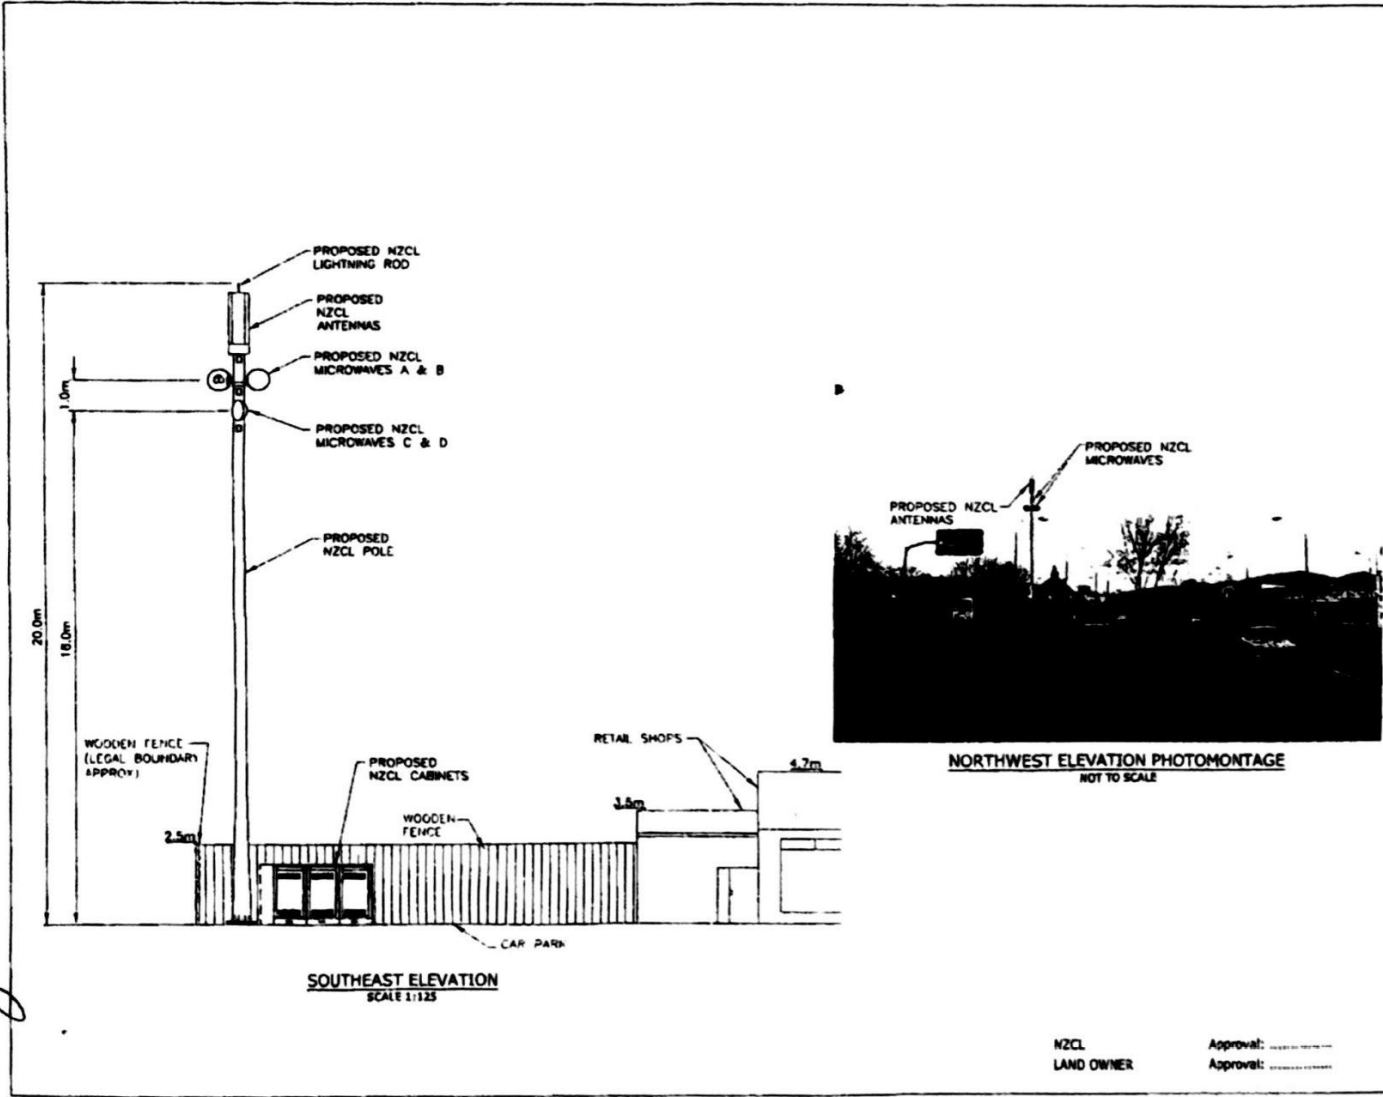 PROPOSED NZCL
LIGHTNING ROD
PROPOSED
NZCL
ANTENNAS
PROPOSED NZCL
MICROWAVES A & B
1.0m
PROPOSED NZCL
MICROWAVES C & D
PROPOSED
NZCL POLE
20.0m
16.0m
WOODEN FENCE
(LEGAL BOUNDARY
APPROX)
PROPOSED
NZCL CABINETS
RETAIL SHOPS
4.7m
3.5m
WOODEN
FENCE
2.5m
CAR PARK
SOUTHEAST ELEVATION
SCALE 1:125
PROPOSED NZCL
MICROWAVES
PROPOSED NZCL
ANTENNAS
NORTHWEST ELEVATION PHOTOMONTAGE
NOT TO SCALE
NZCL Approval:
LAND OWNER Approval: